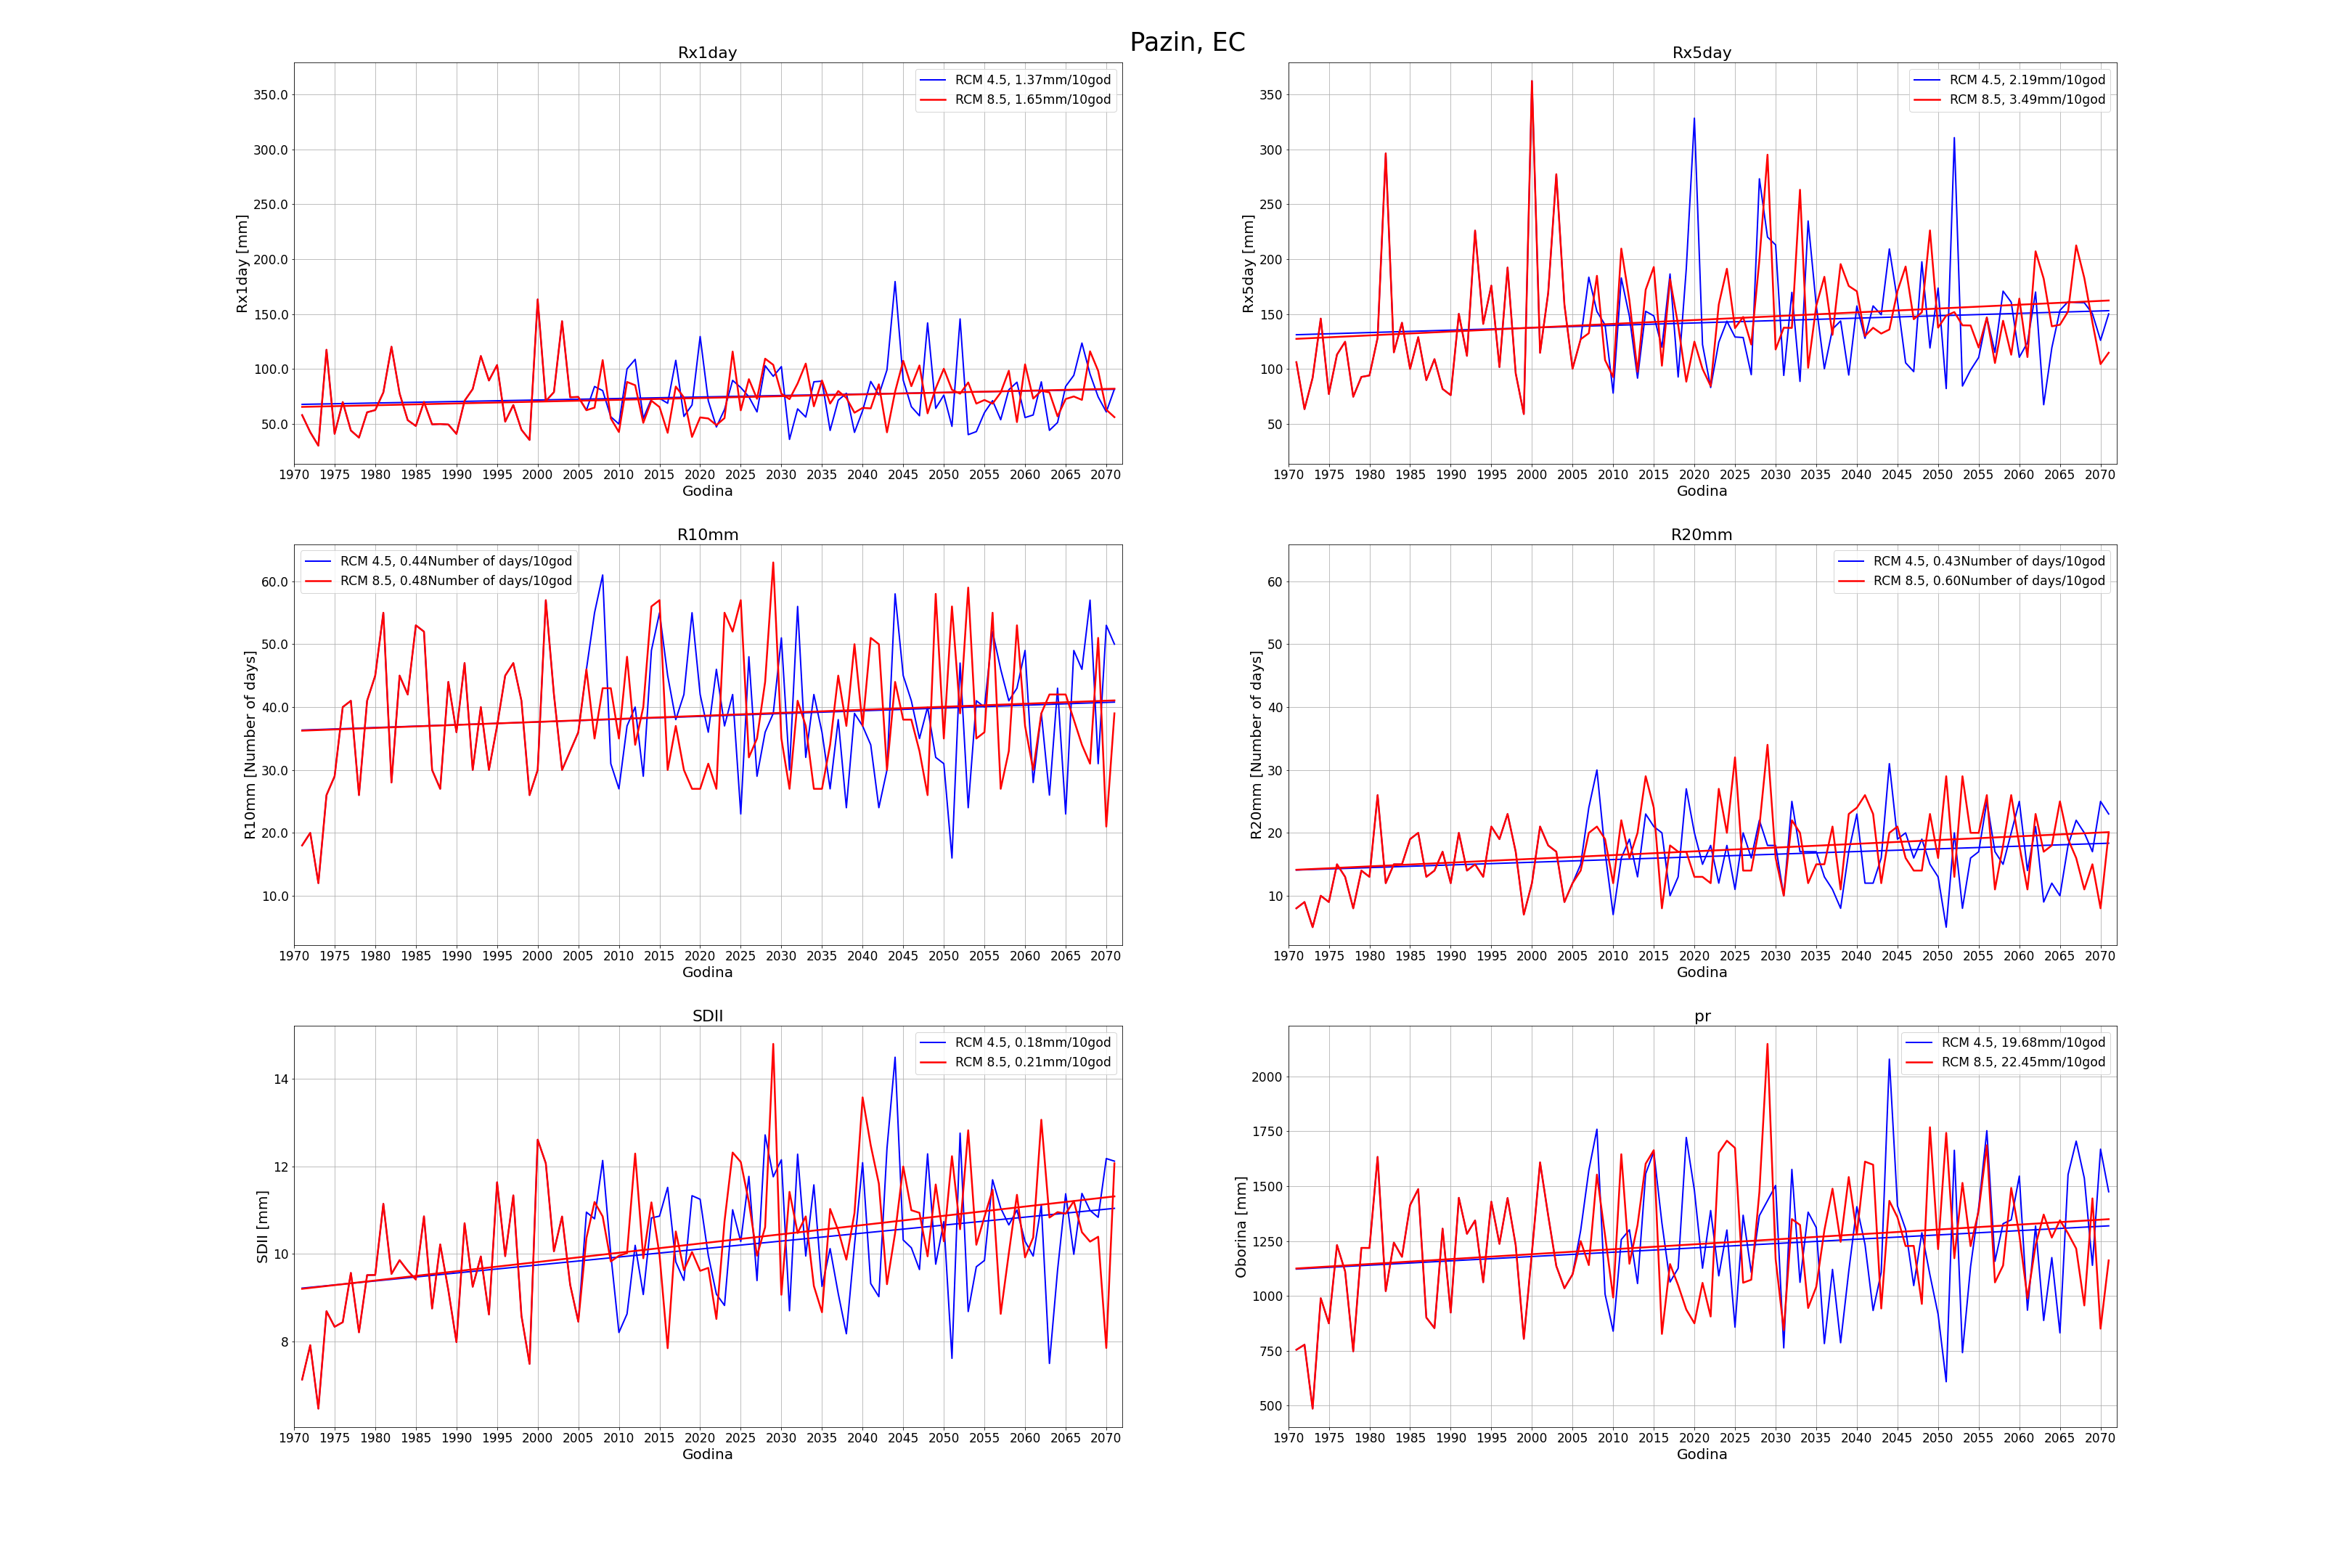 Pazin, EC
Rx1day
RCM 4.5, 1.37mm/10god
RCM 8.5, 1.65mm/10god
350.0
300.0
250.0
200.0
150.0
100.0
50.0
Rx1day [mm]
1970 1975 1980 1985 1990 1995 2000 2005 2010 2015 2020 2025 2030 2035 2040 2045 2050 2055 2060 2065 2070
Godina
Rx5day
RCM 4.5, 2.19mm/10god
RCM 8.5, 3.49mm/10god
350
300
250
200
150
100
50
Rx5day [mm]
1970 1975 1980 1985 1990 1995 2000 2005 2010 2015 2020 2025 2030 2035 2040 2045 2050 2055 2060 2065 2070
Godina
R10mm
RCM 4.5, 0.44Number of days/10god
RCM 8.5, 0.48Number of days/10god
60.0
50.0
40.0
30.0
20.0
10.0
R10mm [Number of days]
1970 1975 1980 1985 1990 1995 2000 2005 2010 2015 2020 2025 2030 2035 2040 2045 2050 2055 2060 2065 2070
Godina
R20mm
RCM 4.5, 0.43Number of days/10god
RCM 8.5, 0.60Number of days/10god
60
50
40
30
20
10
R20mm [Number of days]
1970 1975 1980 1985 1990 1995 2000 2005 2010 2015 2020 2025 2030 2035 2040 2045 2050 2055 2060 2065 2070
Godina
SDII
RCM 4.5, 0.18mm/10god
RCM 8.5, 0.21mm/10god
14
12
10
8
SDII [mm]
1970 1975 1980 1985 1990 1995 2000 2005 2010 2015 2020 2025 2030 2035 2040 2045 2050 2055 2060 2065 2070
Godina
pr
RCM 4.5, 19.68mm/10god
RCM 8.5, 22.45mm/10god
2000
1750
1500
1250
1000
750
500
Oborina [mm]
1970 1975 1980 1985 1990 1995 2000 2005 2010 2015 2020 2025 2030 2035 2040 2045 2050 2055 2060 2065 2070
Godina